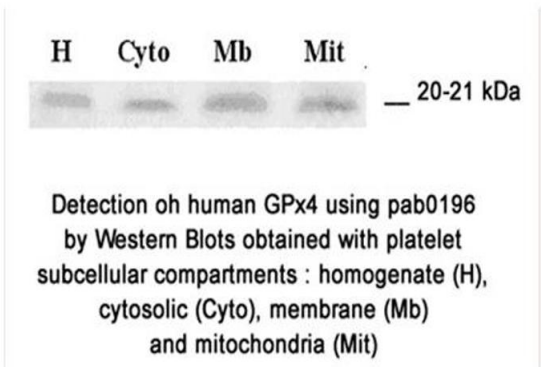 H Cyto Mb Mit
20-21 kDa
Detection oh human GPx4 using pab0196
by Western Blots obtained with platelet
subcellular compartments : homogenate (H),
cytosolic (Cyto), membrane (Mb)
and mitochondria (Mit)